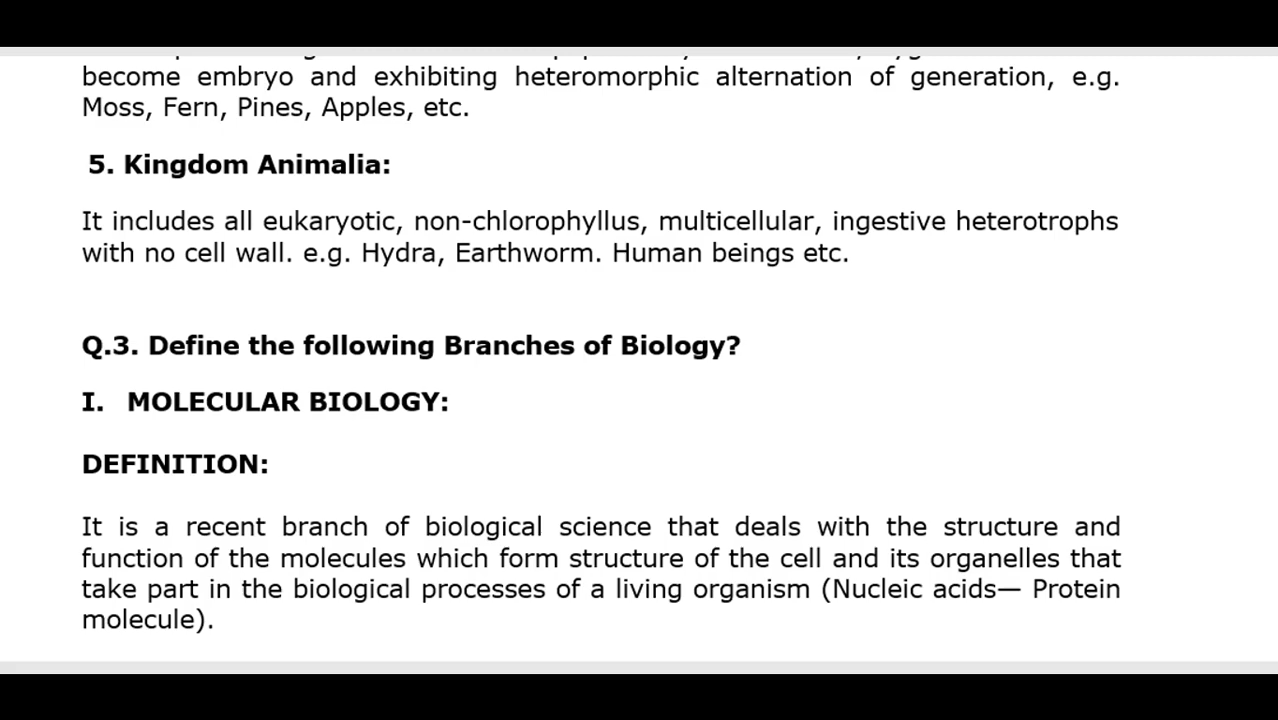 become embryo and exhibiting heteromorphic alternation of generation, e.g.
Moss, Fern, Pines, Apples, etc.
5. Kingdom Animalia:
It includes all eukaryotic, non-chlorophyllus, multicellular, ingestive heterotrophs
with no cell wall. e.g. Hydra, Earthworm. Human beings etc.
Q.3. Define the following Branches of Biology?
I. MOLECULAR BIOLOGY:
DEFINITION:
It is a recent branch of biological science that deals with the structure and
function of the molecules which form structure of the cell and its organelles that
take part in the biological processes of a living organism (Nucleic acids— Protein
molecule).